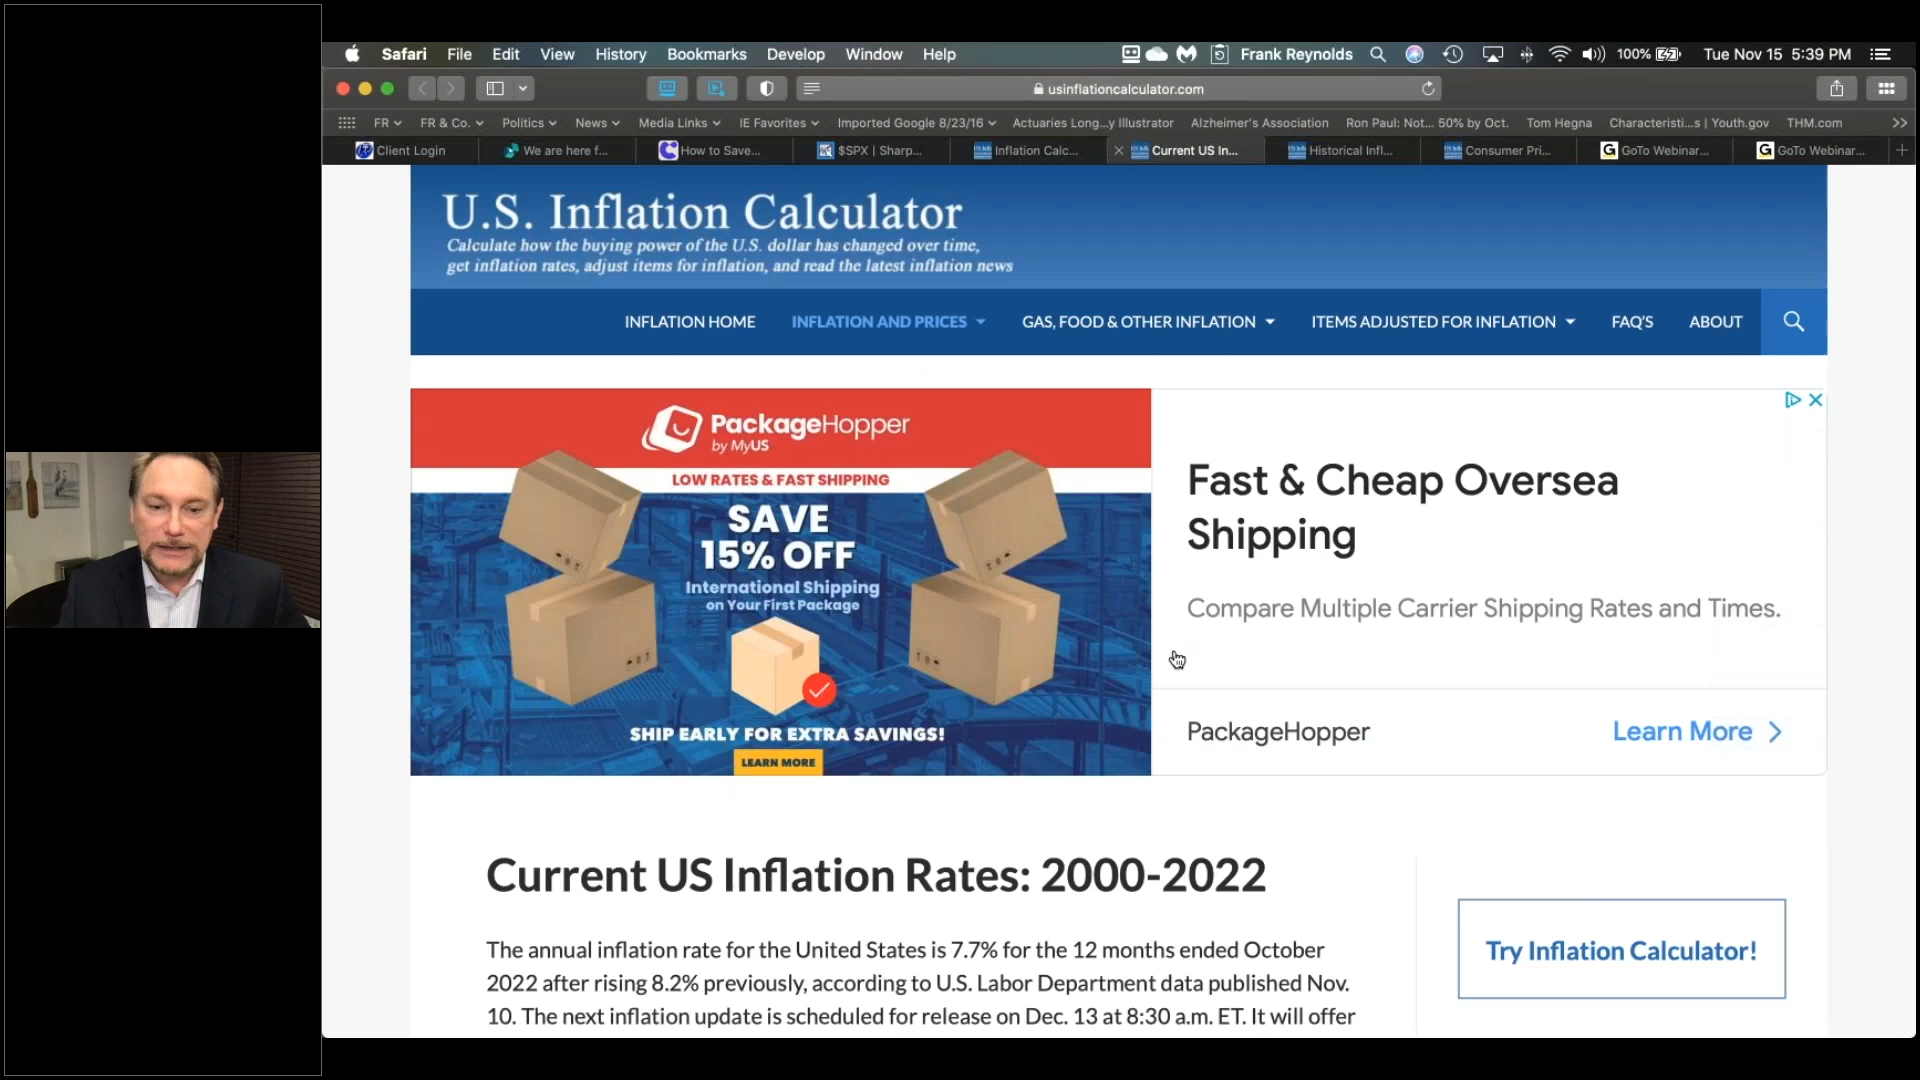 Safari File Edit View History Bookmarks Develop Window Help Frank Reynolds 100% Tue Nov 15 5:39 PM
usinflationcalculator.com
FR FR & Co. Politics News Media Links IE Favorites Imported Google 8/23/16 Actuaries Long...y Illustrator Alzheimer's Association Ron Paul: Not... 50% by Oct. Tom Hegna Characteristi...s | Youth.gov THM.com
Client Login We are here f... How to Save... $SPX | Sharp... Inflation Calc... Current US In... Historical Infl... Consumer Pri... GoTo Webinar... GoTo Webinar...
U.S. Inflation Calculator
Calculate how the buying power of the U.S. dollar has changed over time,
get inflation rates, adjust items for inflation, and read the latest inflation news
INFLATION HOME INFLATION AND PRICES GAS, FOOD & OTHER INFLATION ITEMS ADJUSTED FOR INFLATION FAQ'S ABOUT
PackageHopper
by MyUS
LOW RATES & FAST SHIPPING
SAVE
15% OFF
International Shipping
on Your First Package
SHIP EARLY FOR EXTRA SAVINGS!
LEARN MORE
Fast & Cheap Oversea
Shipping
Compare Multiple Carrier Shipping Rates and Times.
PackageHopper Learn More
Current US Inflation Rates: 2000-2022
The annual inflation rate for the United States is 7.7% for the 12 months ended October
2022 after rising 8.2% previously, according to U.S. Labor Department data published Nov.
10. The next inflation update is scheduled for release on Dec. 13 at 8:30 a.m. ET. It will offer
Try Inflation Calculator!